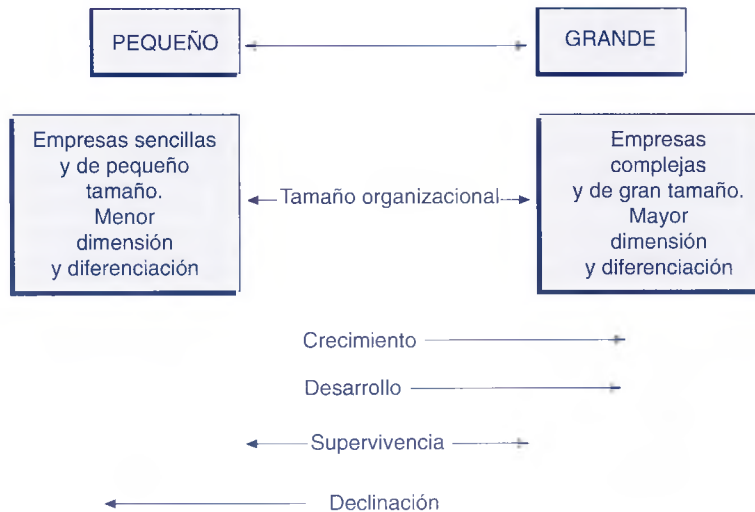 PEQUEÑO
GRANDE
Empresas sencillas
y de pequeño
tamaño.
Menor
dimensión
y diferenciación
Tamaño organizacional
Empresas
complejas
y de gran tamaño.
Mayor
dimensión
y diferenciación
Crecimiento
Desarrollo
Supervivencia
Declinación